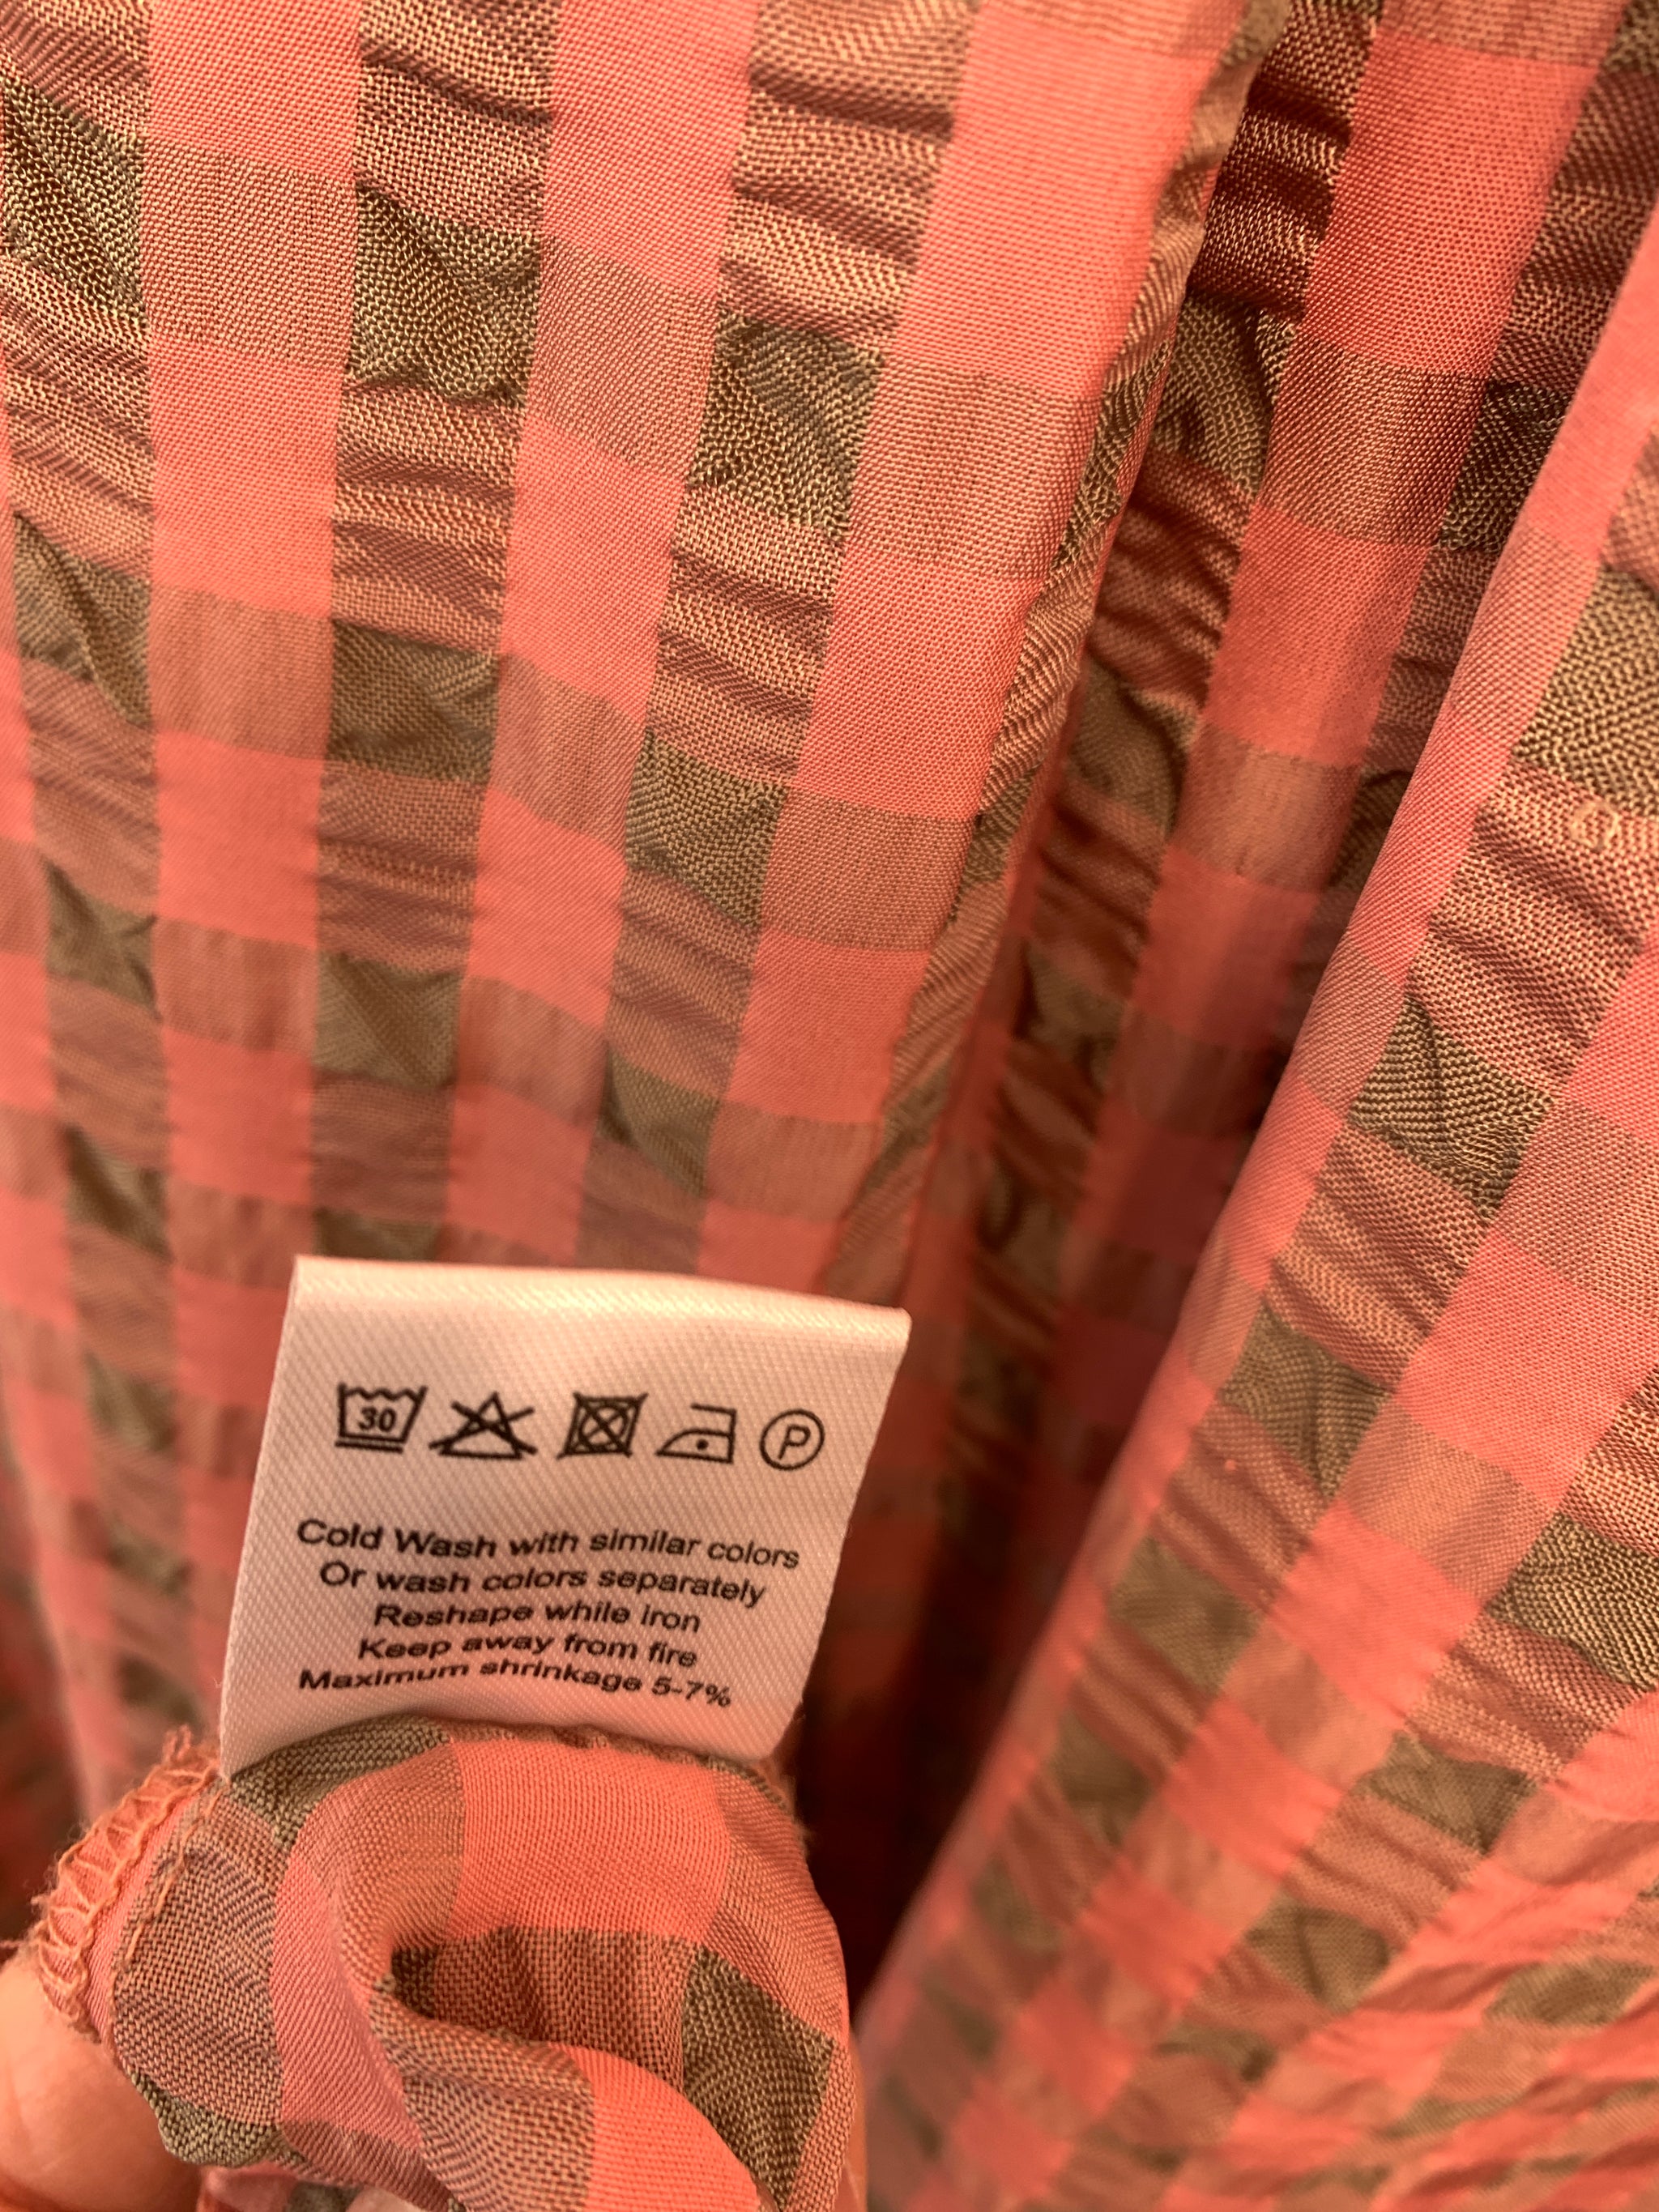 30 P
Cold Wash with similar colors
Or wash colors separately
Reshape while iron
Keep away from fire
Maximum shrinkage 5-7%